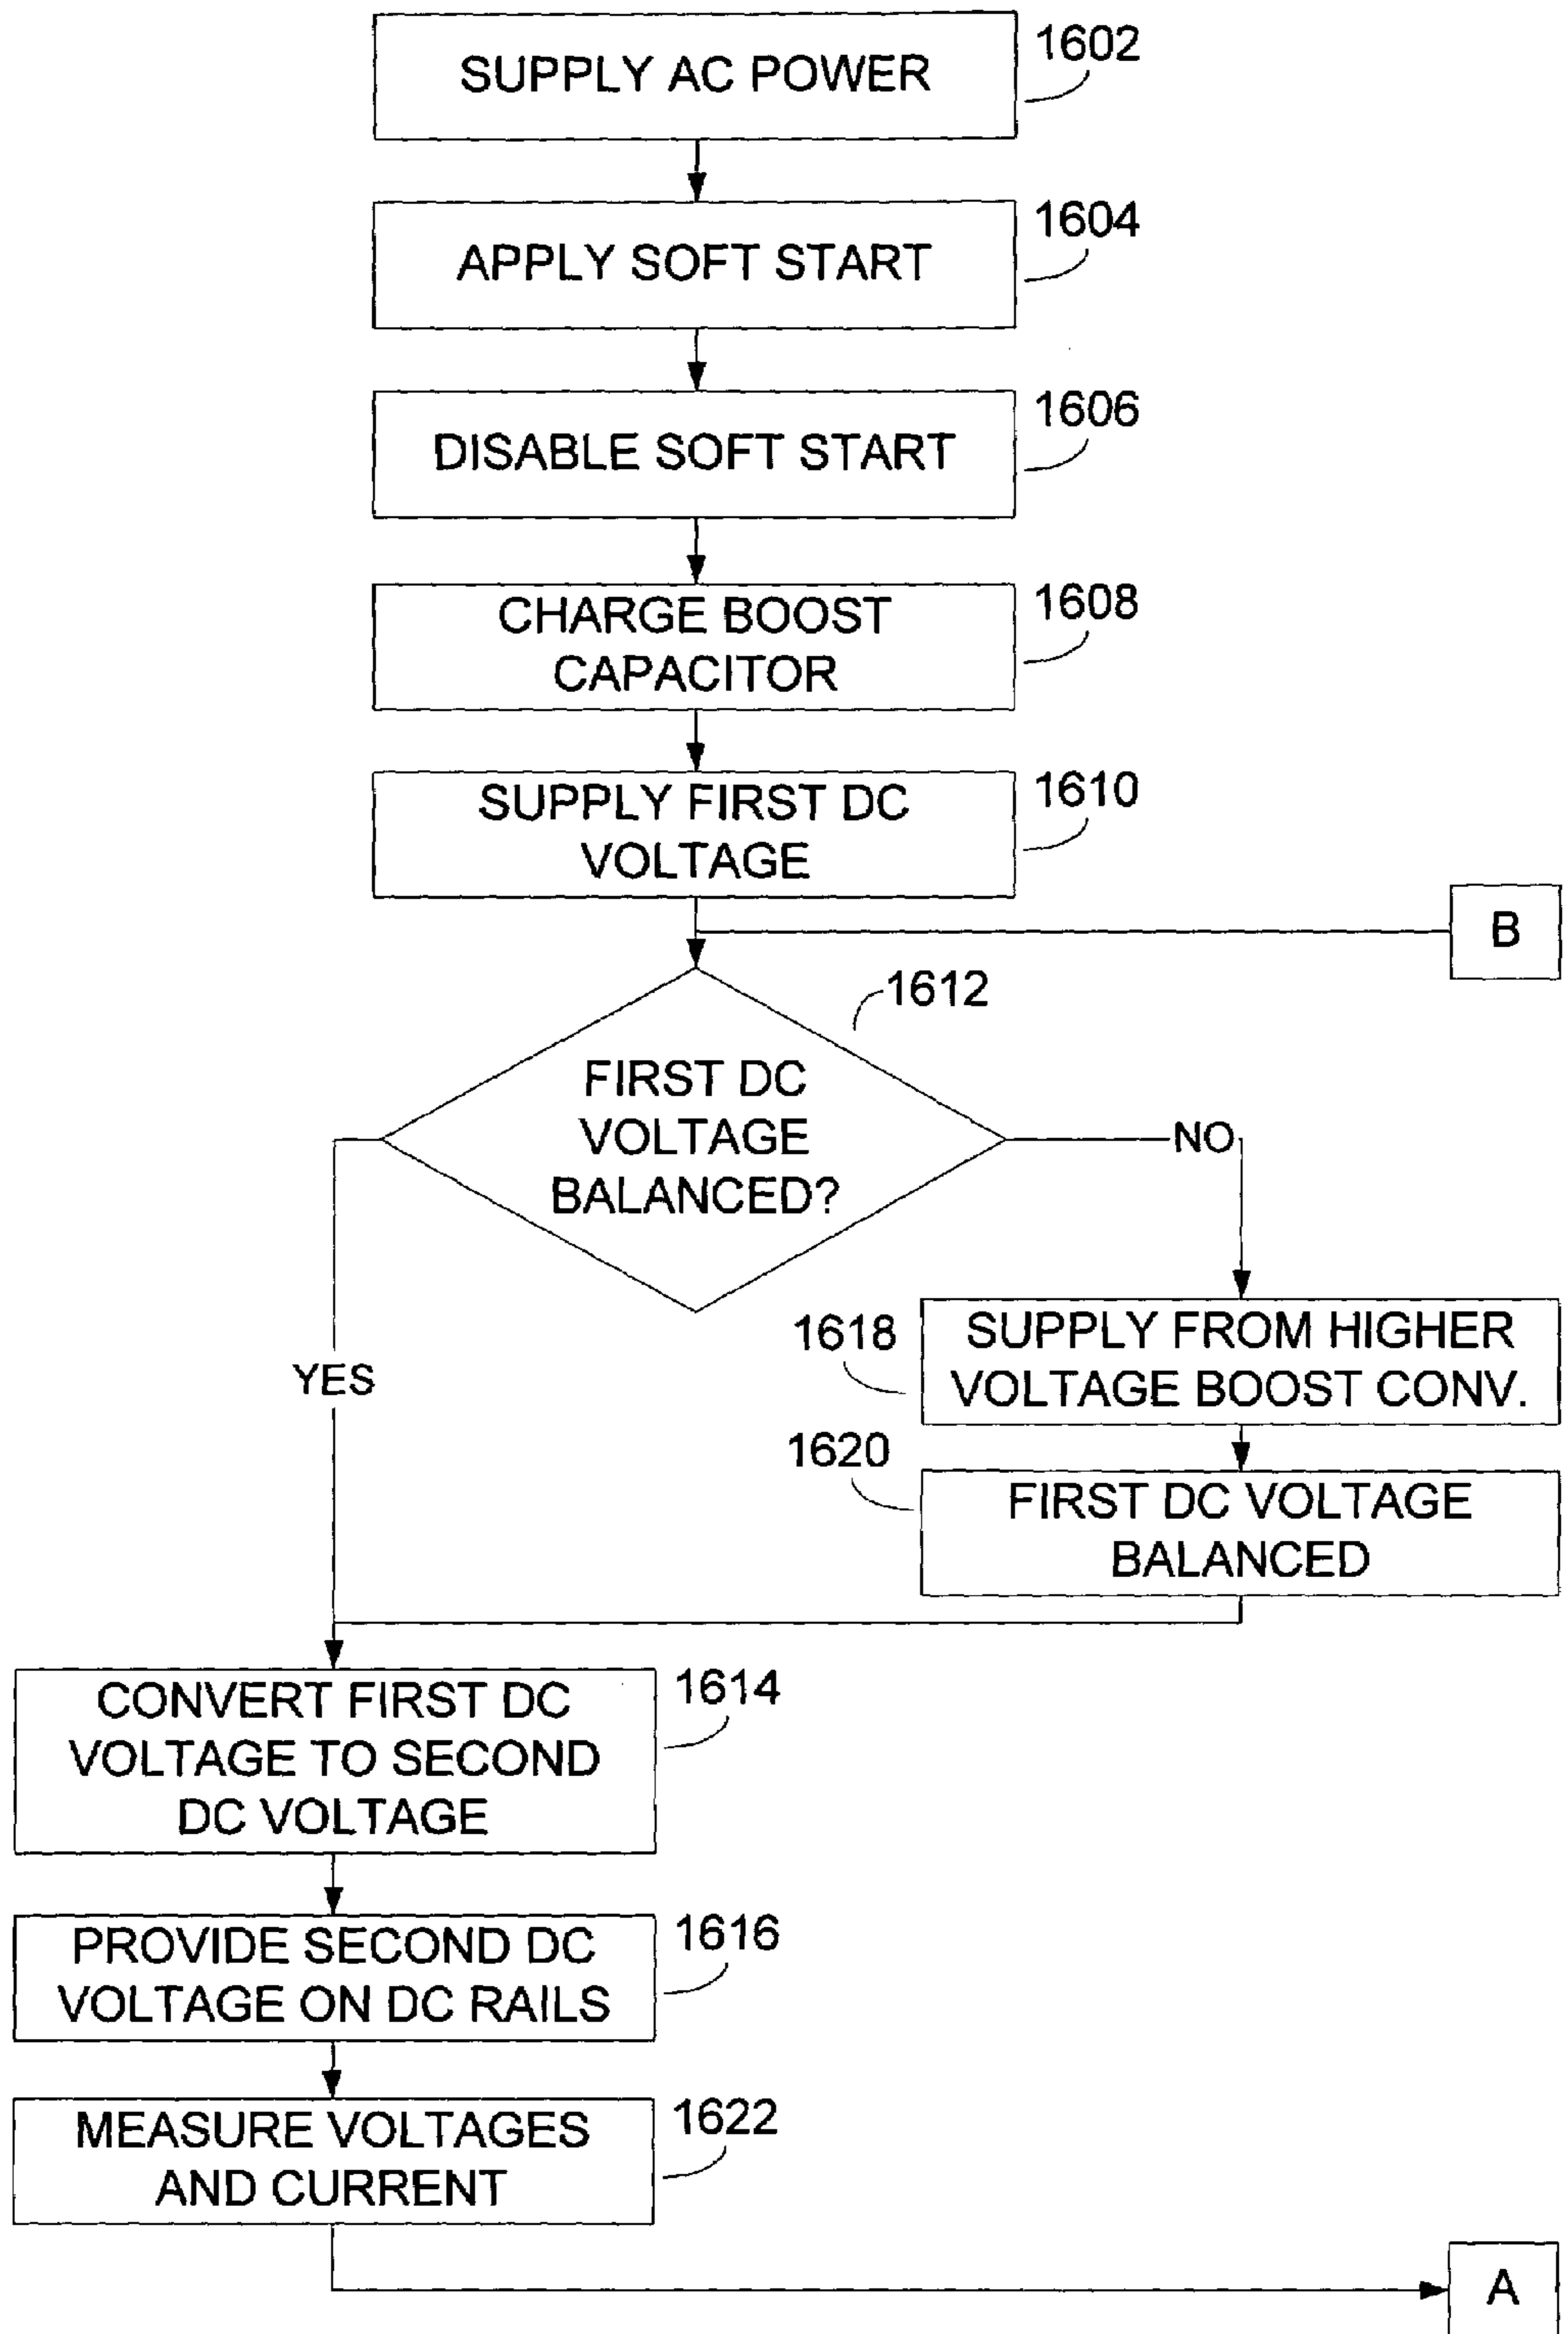 SUPPLY AC POWER
1602
APPLY SOFT START
1604
DISABLE SOFT START
1606
CHARGE BOOST
CAPACITOR
1608
SUPPLY FIRST DC
VOLTAGE
1610
B
1612
FIRST DC
VOLTAGE
BALANCED?
NO
YES
1618
SUPPLY FROM HIGHER
VOLTAGE BOOST CONV.
1620
FIRST DC VOLTAGE
BALANCED
CONVERT FIRST DC
VOLTAGE TO SECOND
DC VOLTAGE
1614
PROVIDE SECOND DC
VOLTAGE ON DC RAILS
1616
MEASURE VOLTAGES
AND CURRENT
1622
A